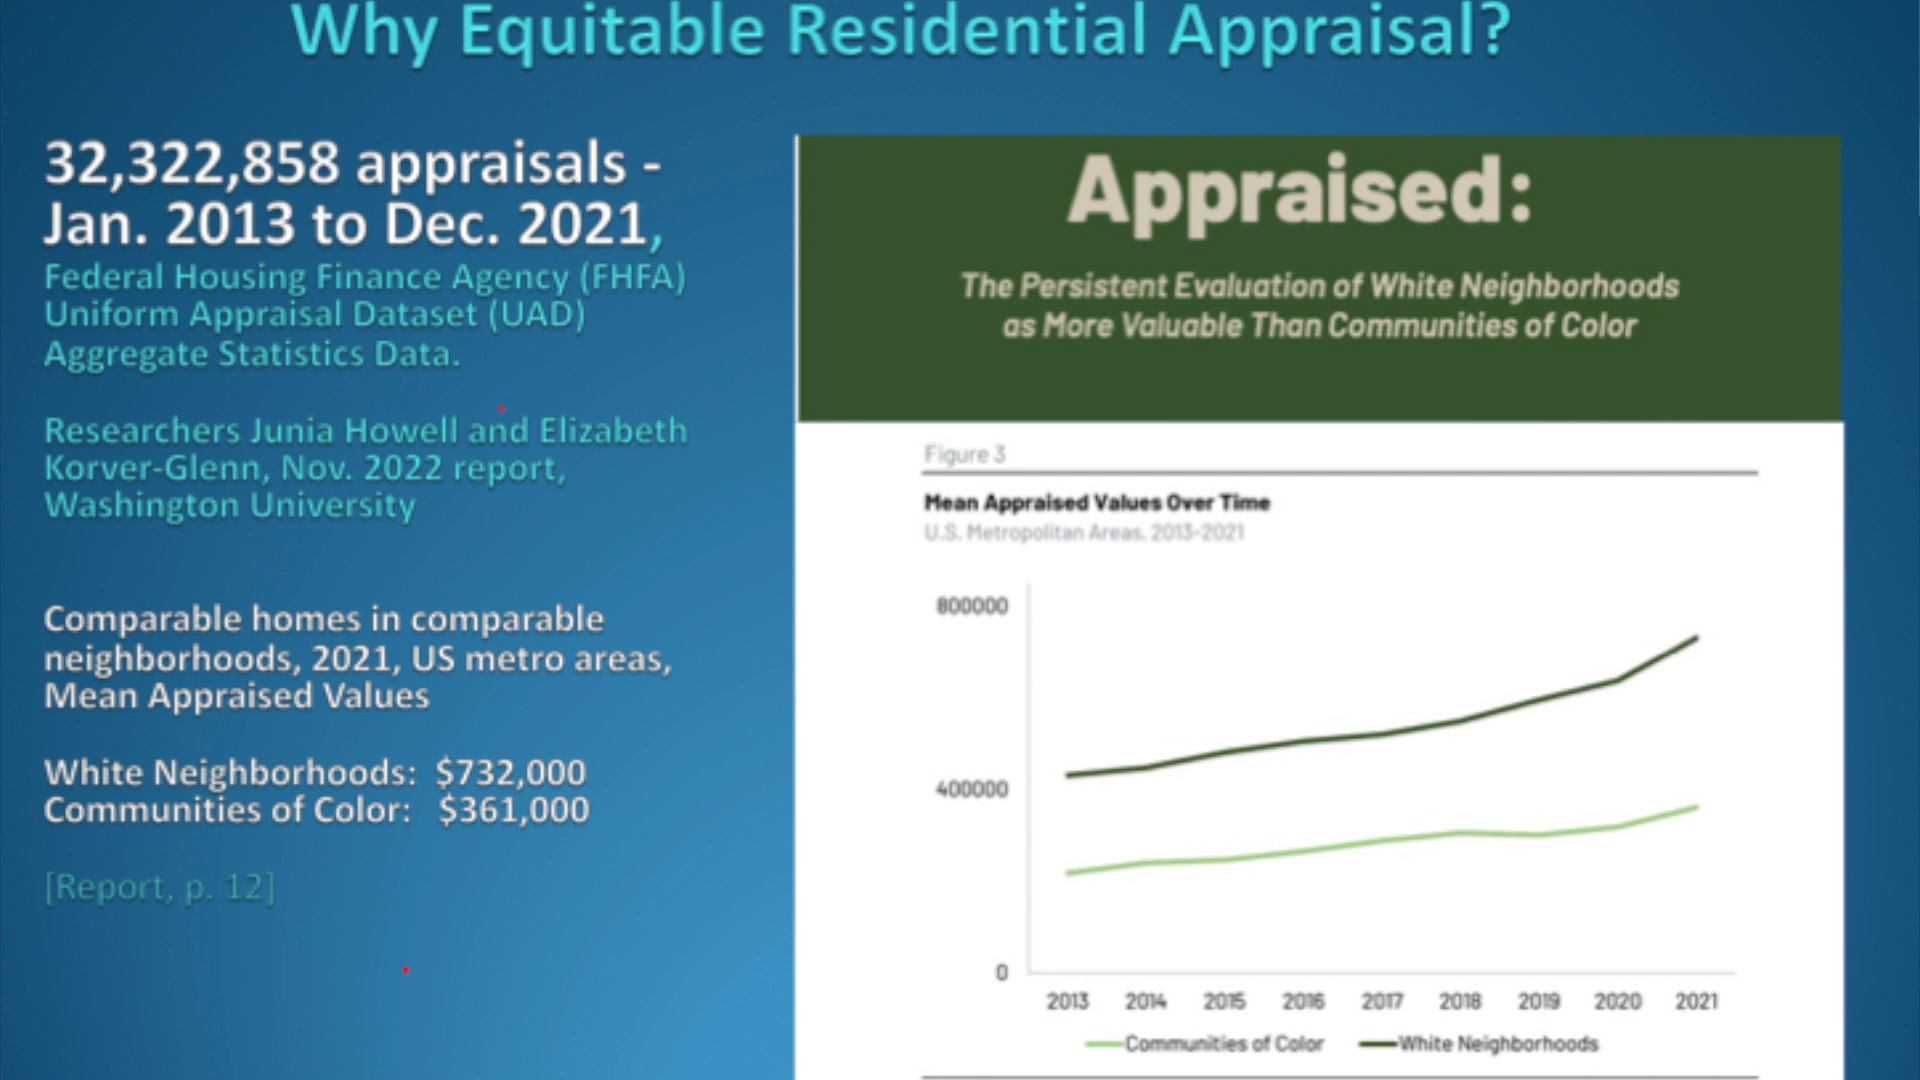 Why Equitable Residential Appraisal?
32,322,858 appraisals -
Jan. 2013 to Dec. 2021,
Federal Housing Finance Agency (FHFA)
Uniform Appraisal Dataset (UAD)
Aggregate Statistics Data.
Researchers Junia Howell and Elizabeth
Korver-Glenn, Nov. 2022 report,
Washington University
Comparable homes in comparable
neighborhoods, 2021, US metro areas,
Mean Appraised Values
White Neighborhoods: $732,000
Communities of Color: $361,000
[Report, p. 12]
Appraised:
The Persistent Evaluation of White Neighborhoods
as More Valuable Than Communities of Color
Figure 3
Mean Appraised Values Over Time
U.S. Metropolitan Areas, 2013-2021
800000
400000
0
2013 2014 2015 2016 2017 2018 2019 2020 2021
Communities of Color White Neighborhoods